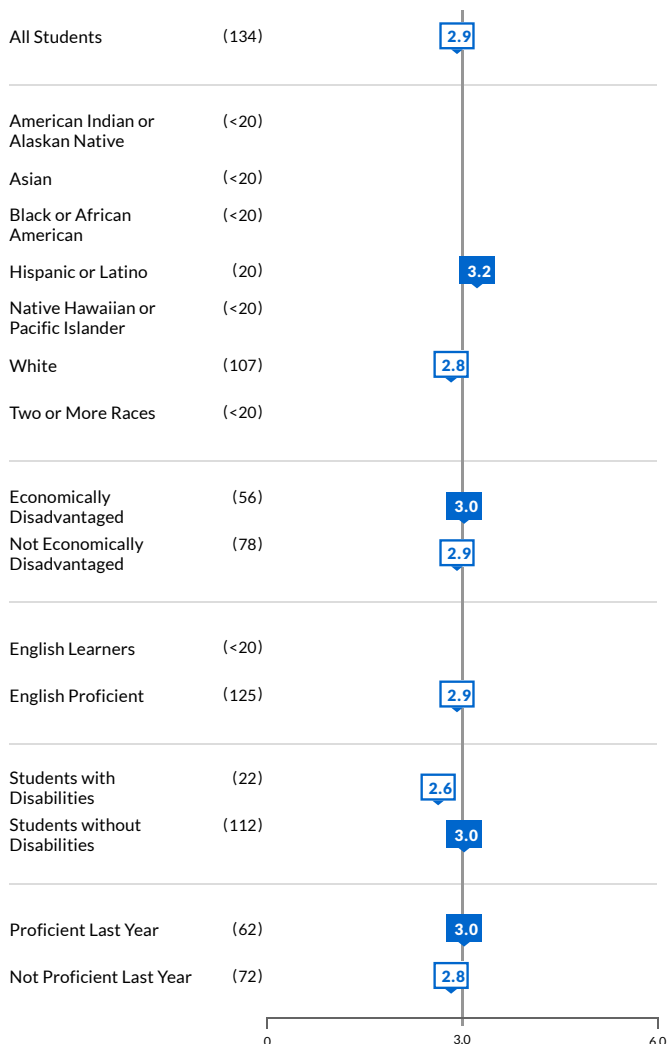 All Students (134) 2.9
American Indian or (<20)
Alaskan Native
Asian (<20)
Black or African (<20)
American
Hispanic or Latino (20) 3.2
Native Hawaiian or (<20)
Pacific Islander
White (107) 2.8
Two or More Races (<20)
Economically (56) 3.0
Disadvantaged
Not Economically (78) 2.9
Disadvantaged
English Learners (<20)
English Proficient (125) 2.9
Students with (22) 2.6
Disabilities
Students without (112) 3.0
Disabilities
Proficient Last Year (62) 3.0
Not Proficient Last Year (72) 2.8
0 3.0 6.0